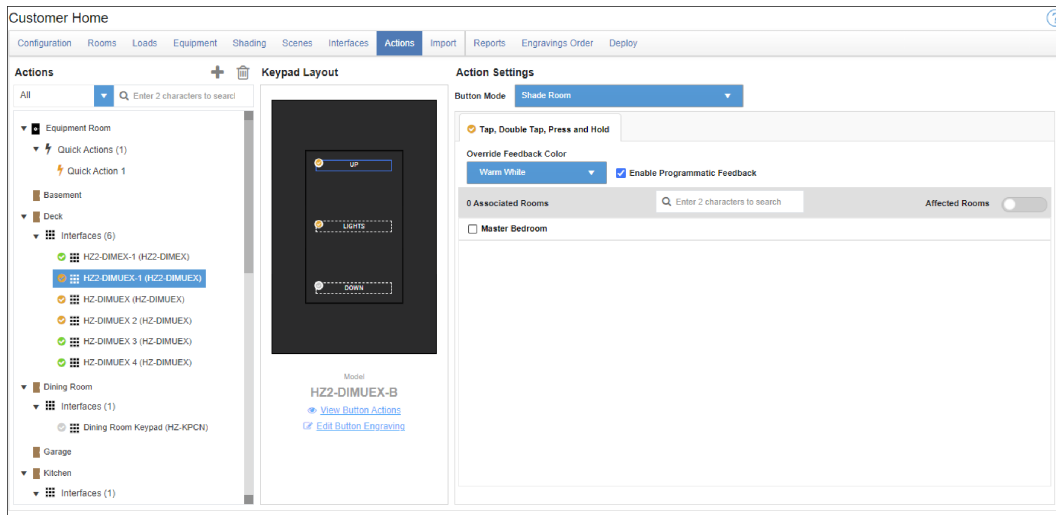 Customer Home
?
Configuration Rooms Loads Equipment Shading Scenes Interfaces Actions Import Reports Engravings Order Deploy
Actions
All
Enter 2 characters to searcl
Equipment Room
Quick Actions (1)
Quick Action 1
Basement
Deck
Interfaces (6)
HZ2-DIMEX-1 (HZ2-DIMEX)
HZ2-DIMUEX-1 (HZ2-DIMUEX)
HZ-DIMUEX (HZ-DIMUEX)
HZ-DIMUEX 2 (HZ-DIMUEX)
HZ-DIMUEX 3 (HZ-DIMUEX)
HZ-DIMUEX 4 (HZ-DIMUEX)
Dining Room
Interfaces (1)
Dining Room Keypad (HZ-KPCN)
Garage
Kitchen
Interfaces (1)
Keypad Layout
UP
LIGHTS
DOWN
Model
HZ2-DIMUEX-B
View Button Actions
Edit Button Engraving
Action Settings
Button Mode Shade Room
Tap, Double Tap, Press and Hold
Override Feedback Color
Warm White Enable Programmatic Feedback
0 Associated Rooms Enter 2 characters to search Affected Rooms
Master Bedroom